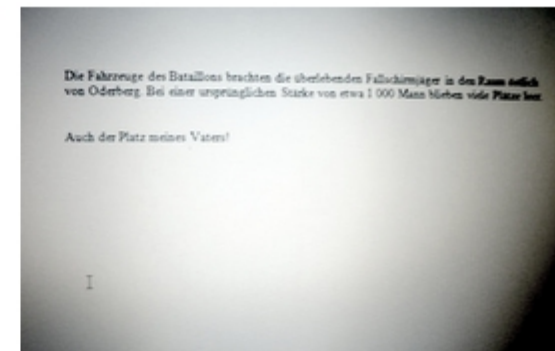 Die Fahrzeuge des Bataillons brachten die überlebenden Fallschirmjäger in den Raum östlich
von Oderberg. Bei einer ursprünglichen Stärke von etwa 1 000 Mann blieben viele Plätze leer.
Auch der Platz meines Vaters!